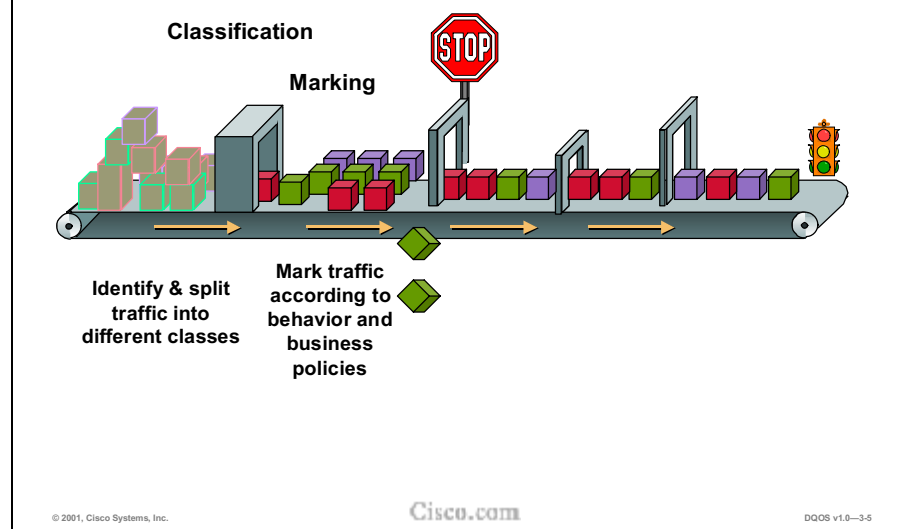 Classification
Marking
STOP
Identify & split
traffic into
different classes
Mark traffic
according to
behavior and
business
policies
© 2001, Cisco Systems, Inc.
Cisco.com
DQOS v1.0—3-5